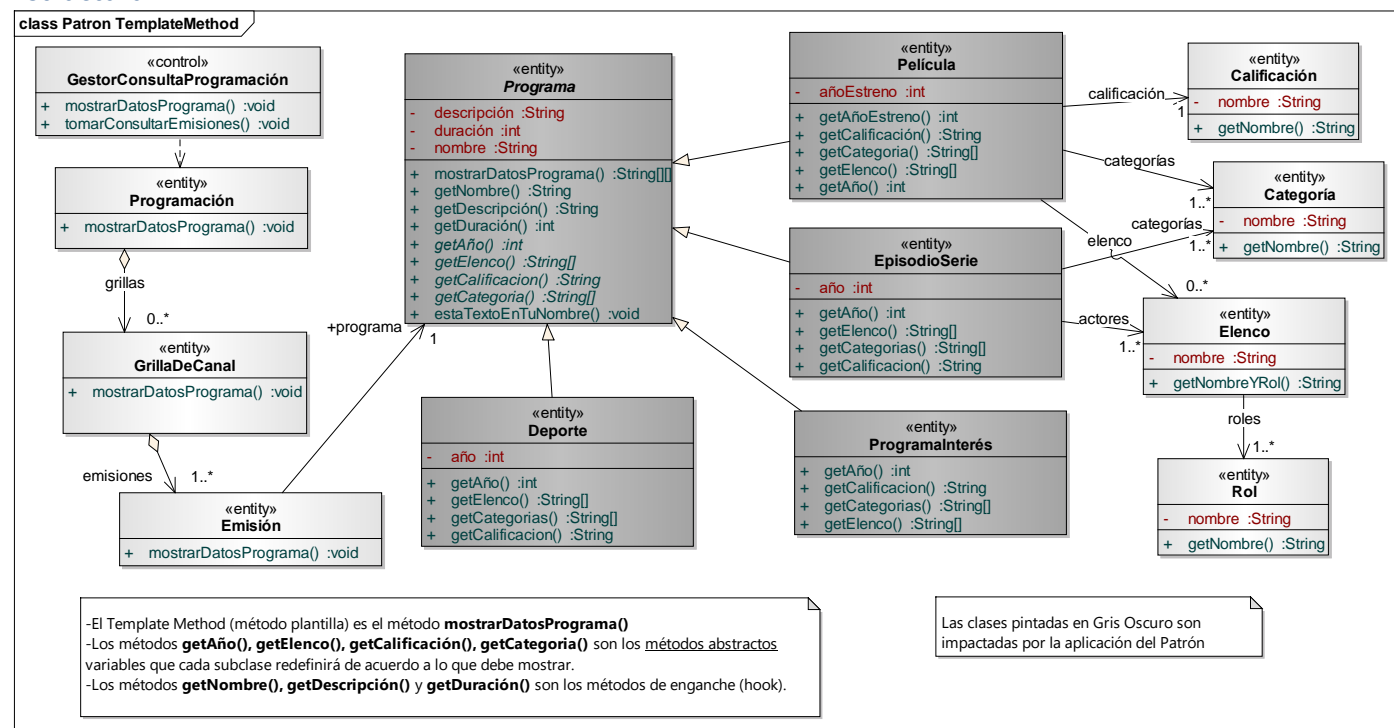 class Patron TemplateMethod
«control»
GestorConsultaProgramación
+ mostrarDatosPrograma() :void
+ tomarConsultarEmisiones() :void
«entity»
Programación
+ mostrarDatosPrograma() :void
grillas
0..*
«entity»
GrillaDeCanal
+ mostrarDatosPrograma() :void
emisiones
1..*
«entity»
Emisión
+ mostrarDatosPrograma() :void
+programa
1
«entity»
Programa
- descripción :String
- duración :int
- nombre :String
+ mostrarDatosPrograma() :String[][]
+ getNombre() :String
+ getDescripción() :String
+ getDuración() :int
+ getAño() :int
+ getElenco() :String[]
+ getCalificacion() :String
+ getCategoria() :String[]
+ estaTextoEnTuNombre() :void
«entity»
Deporte
- año :int
+ getAño() :int
+ getElenco() :String[]
+ getCategorias() :String[]
+ getCalificacion() :String
«entity»
Película
- añoEstreno :int
+ getAñoEstreno() :int
+ getCalificación() :String
+ getCategoria() :String[]
+ getElenco() :String[]
+ getAño() :int
«entity»
EpisodioSerie
- año :int
+ getAño() :int
+ getElenco() :String[]
+ getCategorias() :String[]
+ getCalificacion() :String
«entity»
ProgramaInterés
+ getAño() :int
+ getCalificacion() :String
+ getCategorias() :String[]
+ getElenco() :String[]
calificación
1
«entity»
Calificación
- nombre :String
+ getNombre() :String
categorías
1..*
«entity»
Categoría
- nombre :String
+ getNombre() :String
categorías
1..*
elenco
0..*
actores
1..*
«entity»
Elenco
- nombre :String
+ getNombreYRol() :String
roles
1..*
«entity»
Rol
- nombre :String
+ getNombre() :String
-El Template Method (método plantilla) es el método mostrarDatosPrograma()
-Los métodos getAño(), getElenco(), getCalificación(), getCategoria() son los métodos abstractos
variables que cada subclase redefinirá de acuerdo a lo que debe mostrar.
-Los métodos getNombre(), getDescripción() y getDuración() son los métodos de enganche (hook).
Las clases pintadas en Gris Oscuro son
impactadas por la aplicación del Patrón